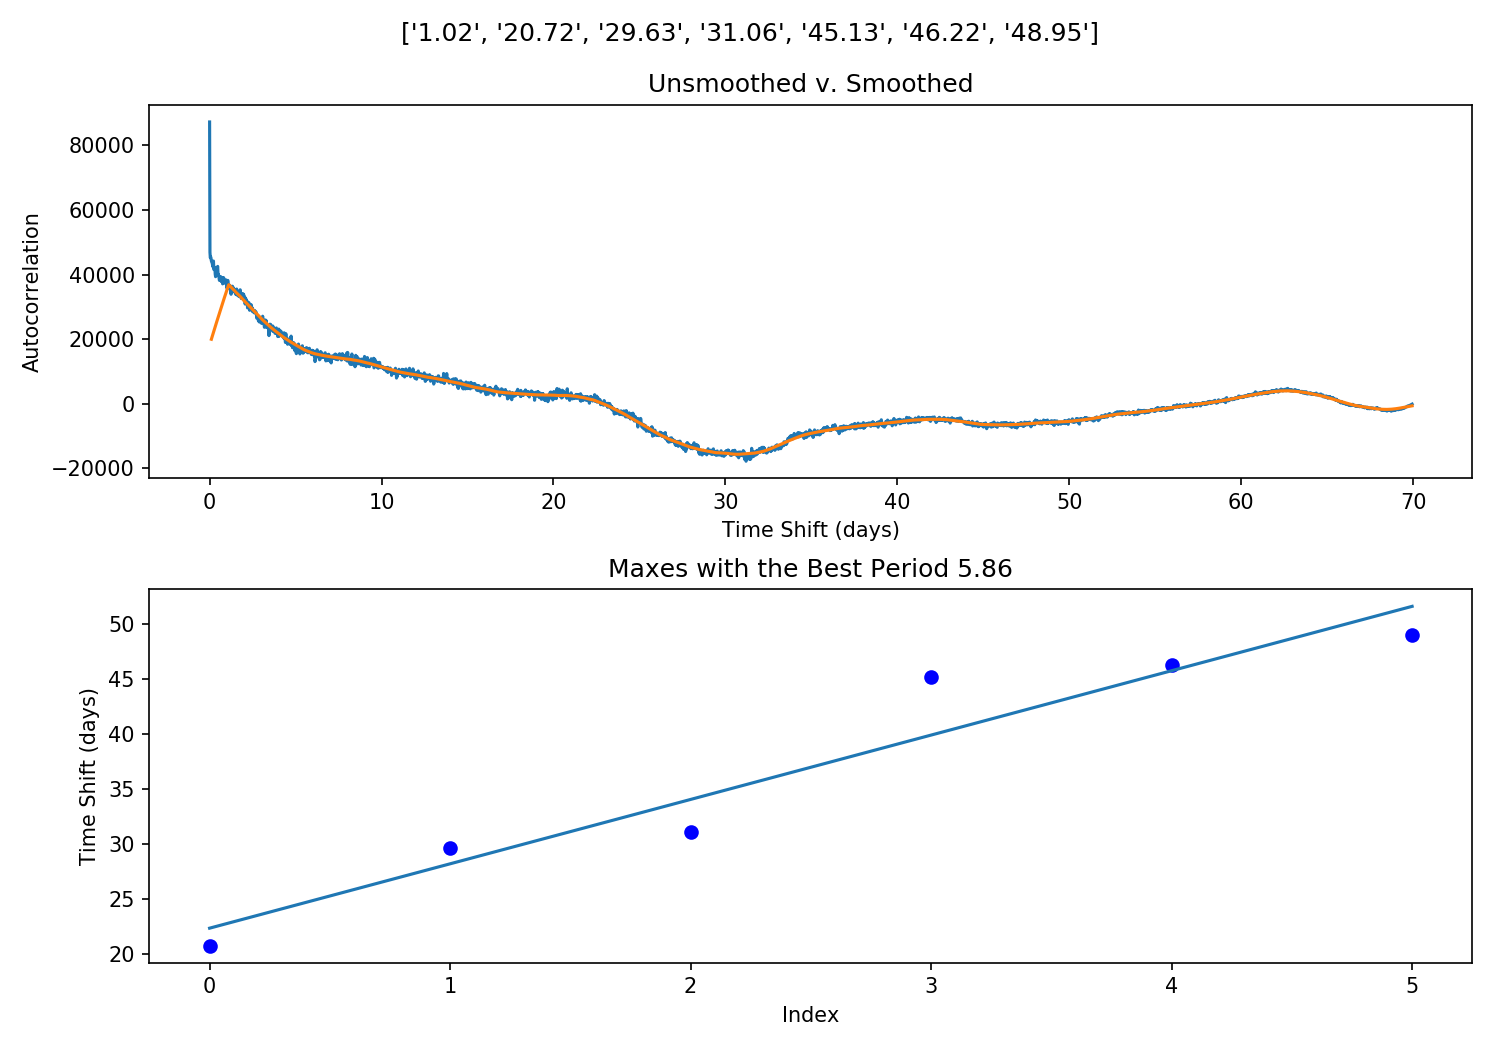 ['1.02', '20.72', '29.63', '31.06', '45.13', '46.22', '48.95']
Unsmoothed v. Smoothed
80000
60000
40000
20000
0
−20000
Autocorrelation
0 10 20 30 40 50 60 70
Time Shift (days)
Maxes with the Best Period 5.86
50
45
40
35
30
25
20
Time Shift (days)
0 1 2 3 4 5
Index